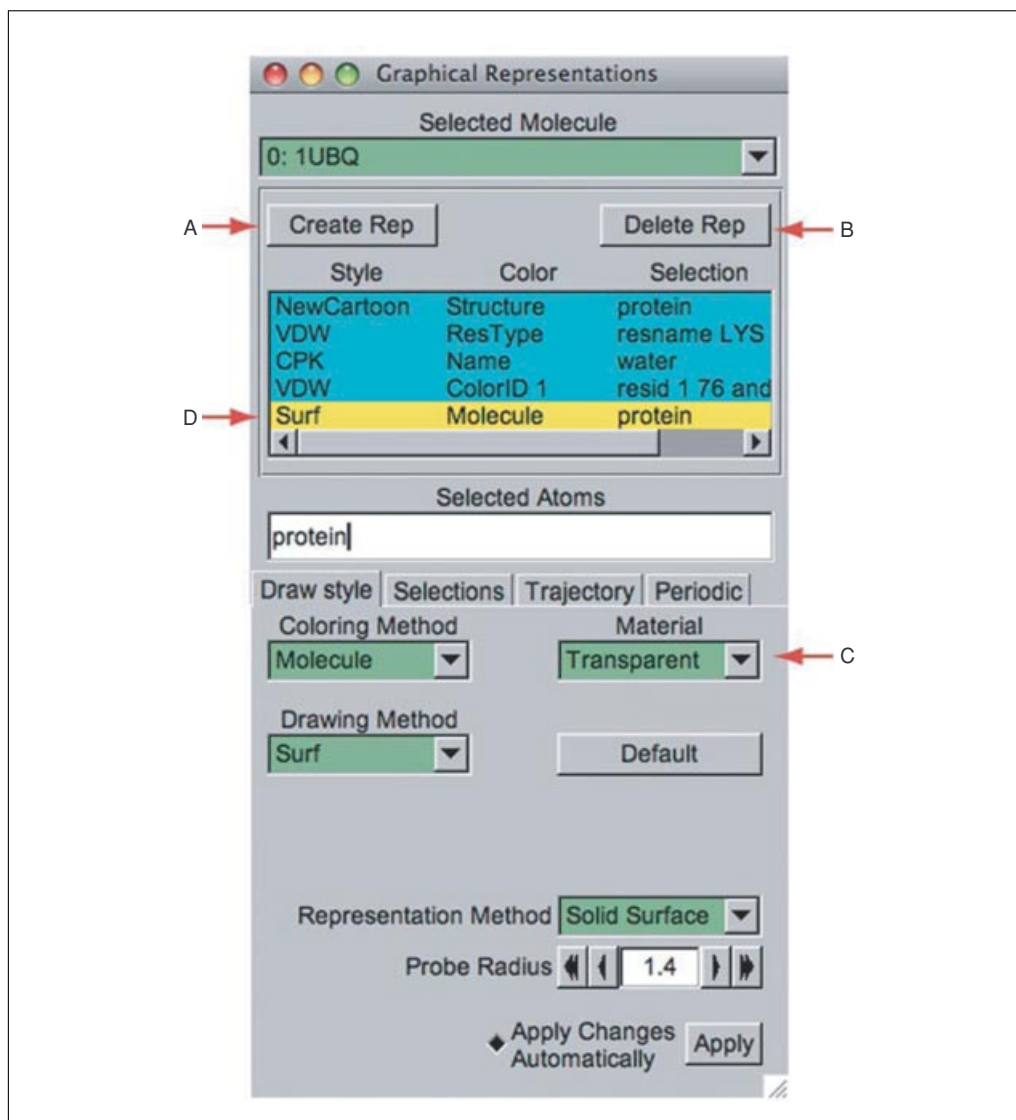 Graphical Representations
Selected Molecule
0: 1UBQ
A
Create Rep
Delete Rep
B
Style Color Selection
NewCartoon Structure protein
VDW ResType resname LYS
CPK Name water
VDW ColorID 1 resid 1 76 and
D
Surf Molecule protein
Selected Atoms
protein
Draw style Selections Trajectory Periodic
Coloring Method Material
Molecule Transparent
C
Drawing Method
Surf Default
Representation Method Solid Surface
Probe Radius 1.4
Apply Changes
Automatically
Apply